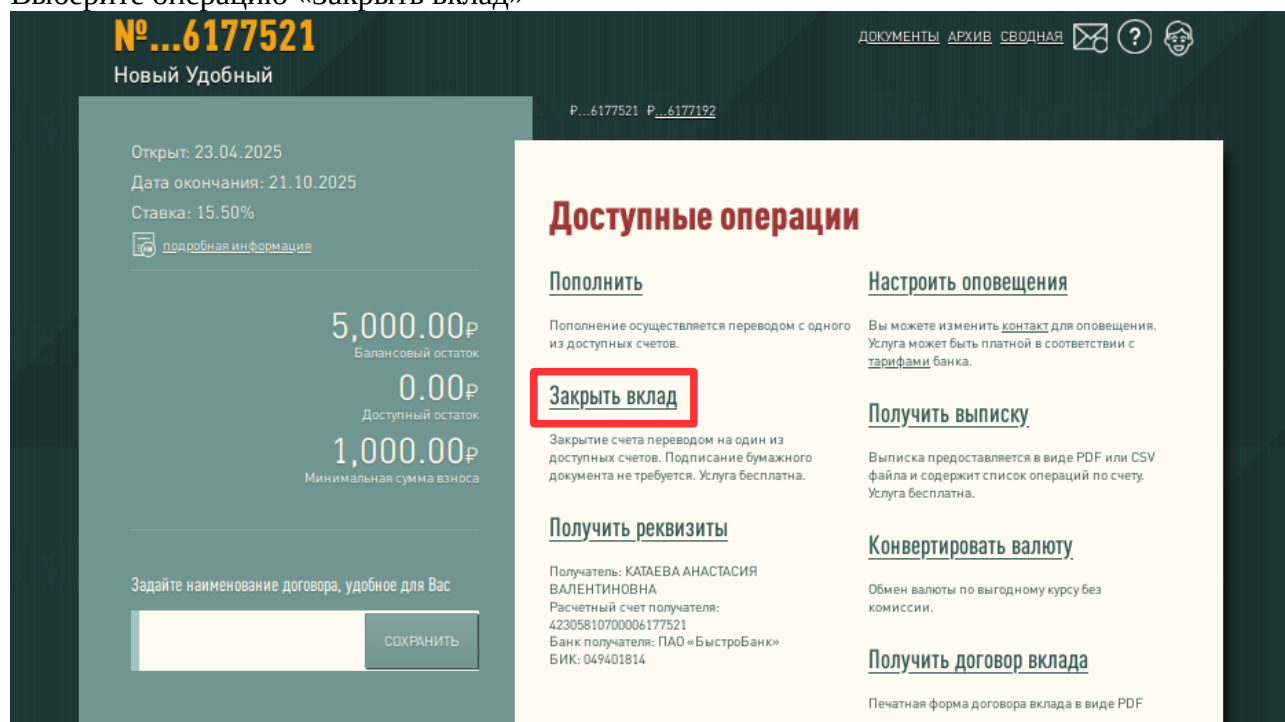 Выберите операцию «Закрыть вклад»
№...6177521
ДОКУМЕНТЫ АРХИВ СВОДНАЯ
Новый Удобный
₽...6177521 ₽...6177192
Открыт: 23.04.2025
Дата окончания: 21.10.2025
Ставка: 15.50%
подробная информация
5,000.00₽
Балансовый остаток
0.00₽
Доступный остаток
1,000.00₽
Минимальная сумма взноса
Задайте наименование договора, удобное для Вас
СОХРАНИТЬ
Доступные операции
Пополнить
Пополнение осуществляется переводом с одного
из доступных счетов.
Закрыть вклад
Закрытие счета переводом на один из
доступных счетов. Подписание бумажного
документа не требуется. Услуга бесплатна.
Получить реквизиты
Получатель: КАТАЕВА АНАСТАСИЯ
ВАЛЕНТИНОВНА
Расчетный счет получателя:
42305810700006177521
Банк получателя: ПАО «БыстроБанк»
БИК: 049401814
Настроить оповещения
Вы можете изменить контакт для оповещения.
Услуга может быть платной в соответствии с
тарифами банка.
Получить выписку
Выписка предоставляется в виде PDF или CSV
файла и содержит список операций по счету.
Услуга бесплатна.
Конвертировать валюту
Обмен валюты по выгодному курсу без
комиссии.
Получить договор вклада
Печатная форма договора вклада в виде PDF